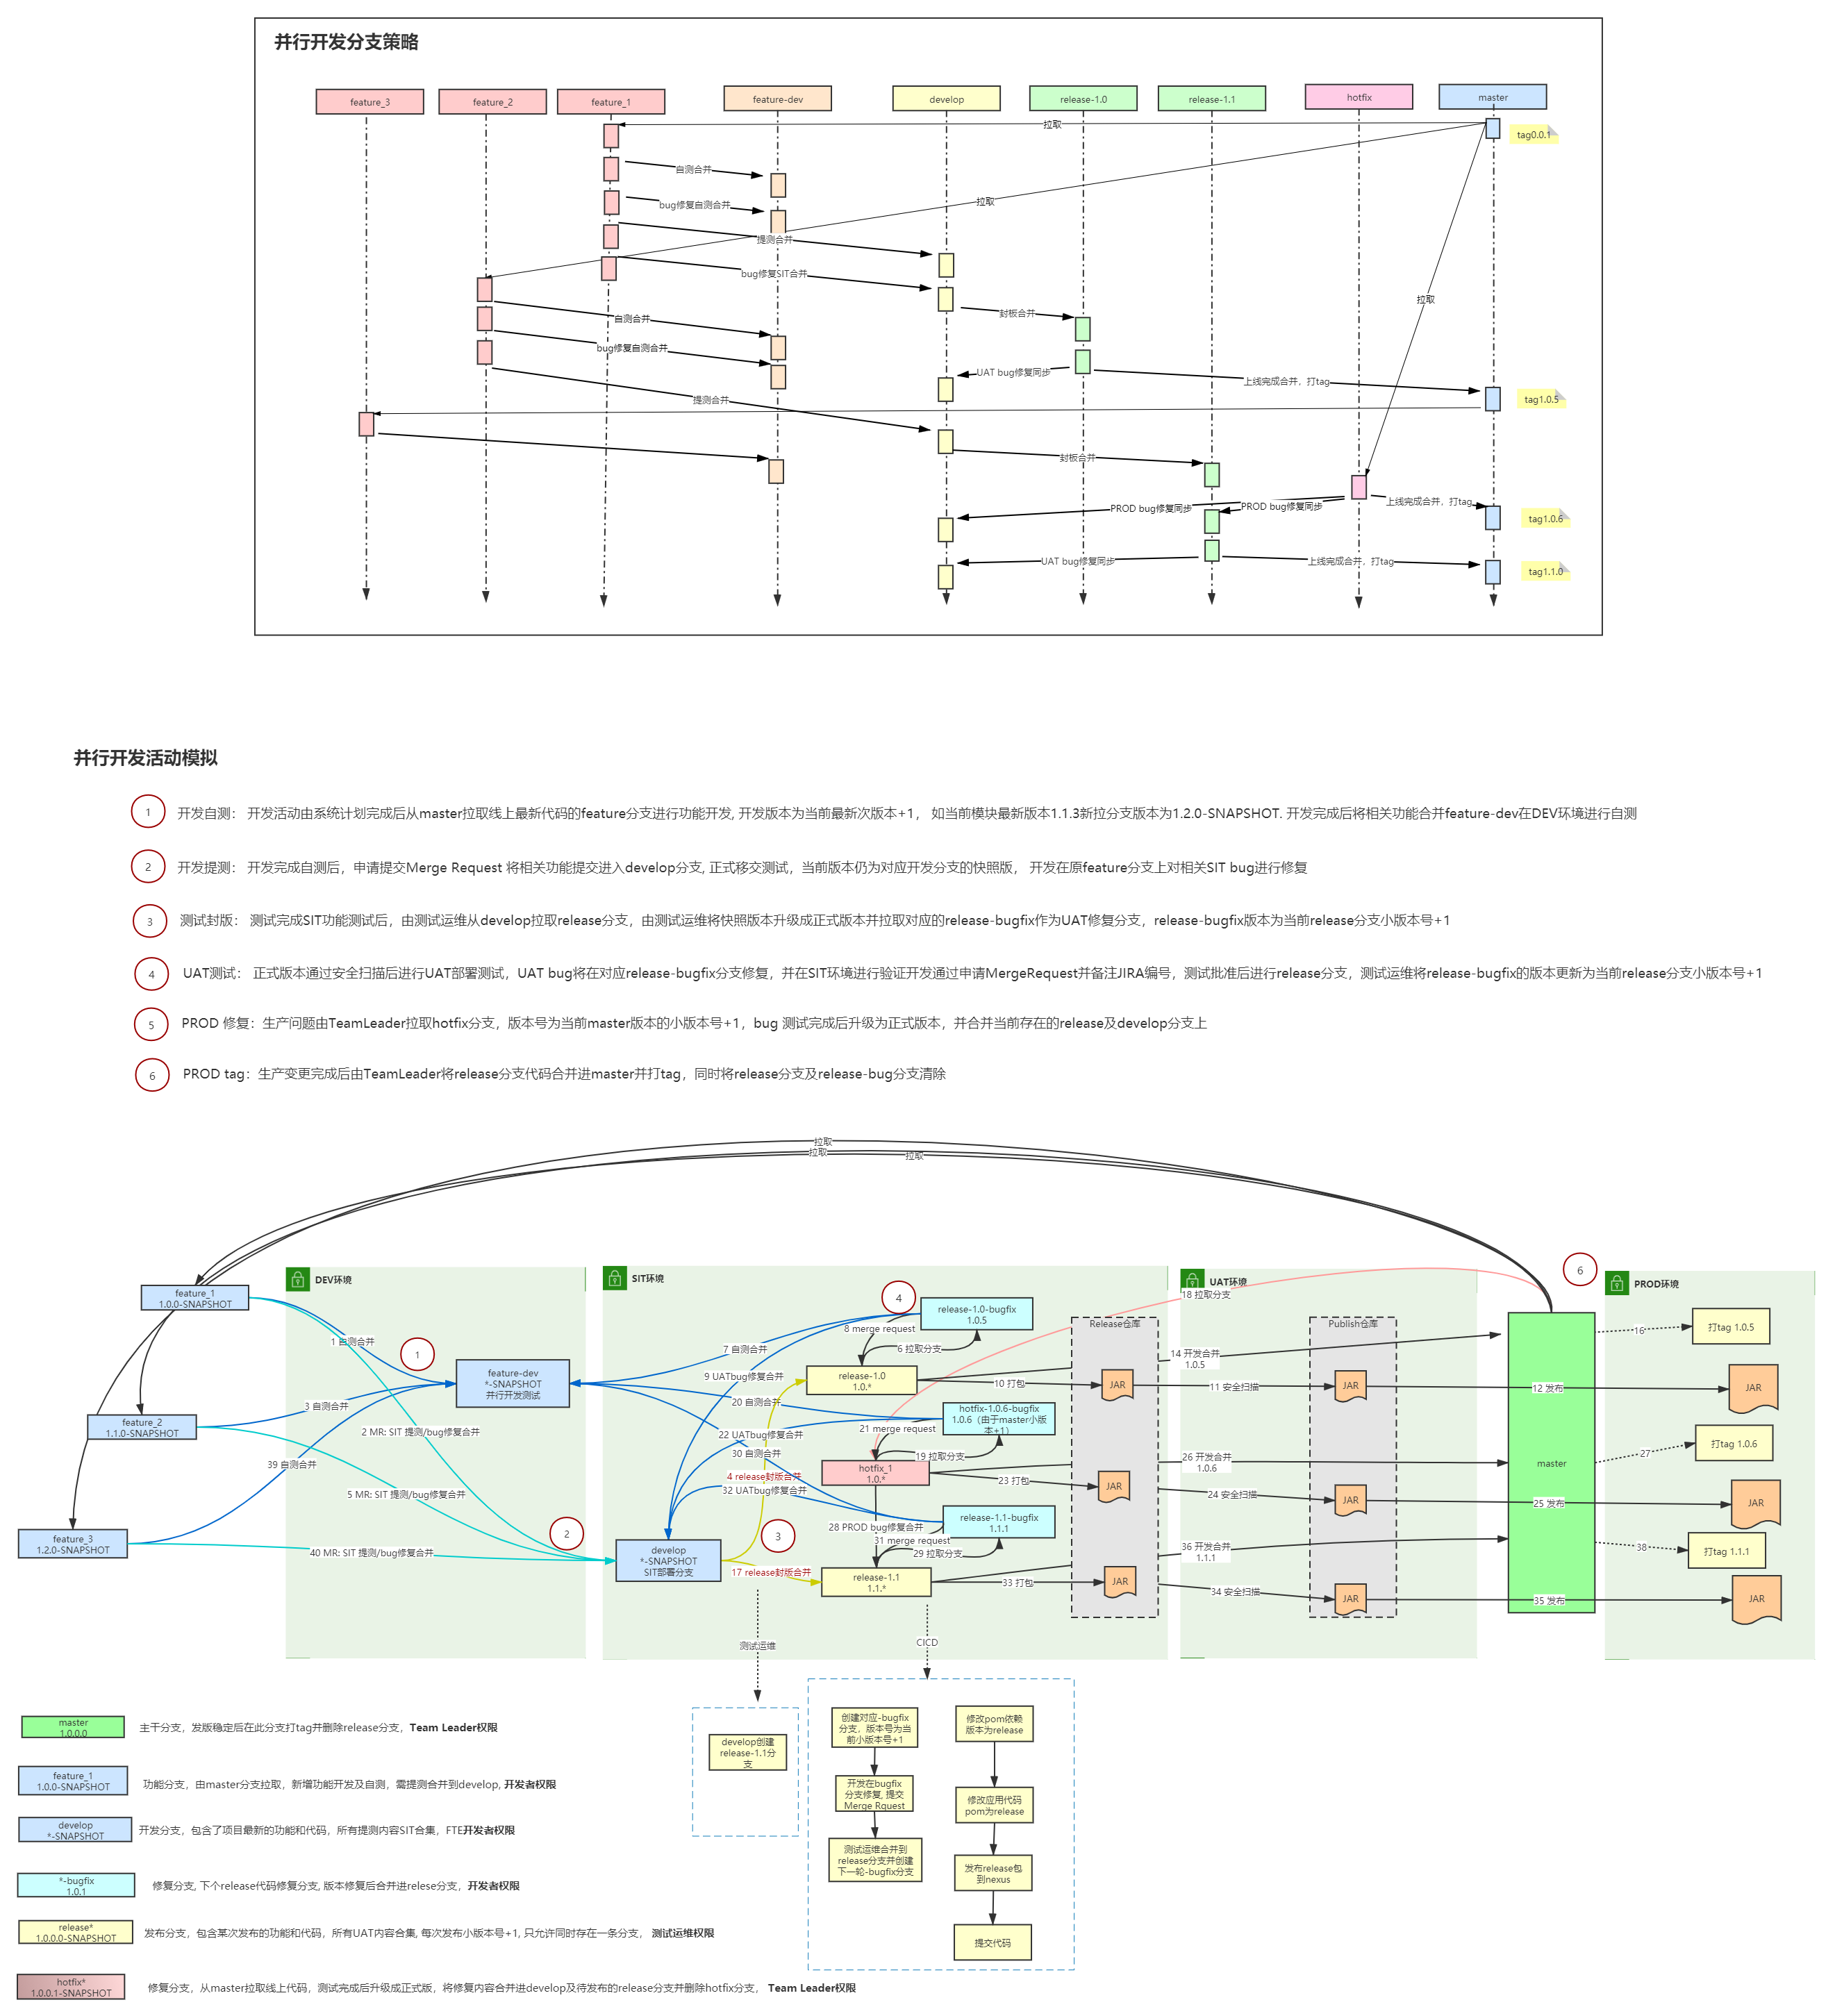 并行开发分支策略
feature_3
feature_2
feature_1
feature-dev
develop
release-1.0
release-1.1
hotfix
master
拉取
tag0.0.1
自测合并
拉取
bug修复自测合并
提测合并
bug修复SIT合并
拉取
封板合并
自测合并
bug修复自测合并
UAT bug修复同步
上线完成合并，打tag
tag1.0.5
提测合并
封板合并
上线完成合并，打tag
PROD bug修复同步
PROD bug修复同步
tag1.0.6
UAT bug修复同步
上线完成合并，打tag
tag1.1.0
并行开发活动模拟
1
开发自测： 开发活动由系统计划完成后从master拉取线上最新代码的feature分支进行功能开发, 开发版本为当前最新次版本+1， 如当前模块最新版本1.1.3新拉分支版本为1.2.0-SNAPSHOT. 开发完成后将相关功能合并feature-dev在DEV环境进行自测
2
开发提测： 开发完成自测后，申请提交Merge Request 将相关功能提交进入develop分支, 正式移交测试，当前版本仍为对应开发分支的快照版， 开发在原feature分支上对相关SIT bug进行修复
3
测试封版： 测试完成SIT功能测试后，由测试运维从develop拉取release分支，由测试运维将快照版本升级成正式版本并拉取对应的release-bugfix作为UAT修复分支，release-bugfix版本为当前release分支小版本号+1
4
UAT测试： 正式版本通过安全扫描后进行UAT部署测试，UAT bug将在对应release-bugfix分支修复，并在SIT环境进行验证开发通过申请MergeRequest并备注JIRA编号，测试批准后进行release分支，测试运维将release-bugfix的版本更新为当前release分支小版本号+1
5
PROD 修复：生产问题由TeamLeader拉取hotfix分支，版本号为当前master版本的小版本号+1，bug 测试完成后升级为正式版本，并合并当前存在的release及develop分支上
6
PROD tag：生产变更完成后由TeamLeader将release分支代码合并进master并打tag，同时将release分支及release-bug分支清除
拉取
拉取
拉取
6
DEV环境
SIT环境
UAT环境
PROD环境
feature_1
1.0.0-SNAPSHOT
4
18 拉取分支
release-1.0-bugfix
1.0.5
Release仓库
Publish仓库
打tag 1.0.5
16
8 merge request
1 自测合并
1
7 自测合并
6 拉取分支
14 开发合并
1.0.5
feature-dev
*-SNAPSHOT
并行开发测试
9 UATbug修复合并
release-1.0
1.0.*
10 打包
JAR
11 安全扫描
JAR
12 发布
JAR
3 自测合并
20 自测合并
hotfix-1.0.6-bugfix
1.0.6（由于master小版
本+1）
feature_2
1.1.0-SNAPSHOT
2 MR: SIT 提测/bug修复合并
21 merge request
22 UATbug修复合并
打tag 1.0.6
27
30 自测合并
19 拉取分支
26 开发合并
1.0.6
master
39 自测合并
hotfix_1
1.0.*
4 release封版合并
23 打包
JAR
32 UATbug修复合并
5 MR: SIT 提测/bug修复合并
24 安全扫描
JAR
25 发布
JAR
release-1.1-bugfix
1.1.1
28 PROD bug修复合并
2
3
31 merge request
feature_3
1.2.0-SNAPSHOT
40 MR: SIT 提测/bug修复合并
develop
*-SNAPSHOT
SIT部署分支
29 拉取分支
36 开发合并
1.1.1
38
打tag 1.1.1
17 release封版合并
release-1.1
1.1.*
33 打包
JAR
34 安全扫描
JAR
35 发布
JAR
测试运维
CICD
develop创建
release-1.1分
支
创建对应-bugfix
分支，版本号为当
前小版本号+1
开发在bugfix
分支修复, 提交
Merge Rquest
测试运维合并到
release分支并创建
下一轮-bugfix分支
修改pom依赖
版本为release
修改应用代码
pom为release
发布release包
到nexus
提交代码
master
1.0.0.0
主干分支，发版稳定后在此分支打tag并删除release分支，Team Leader权限
feature_1
1.0.0-SNAPSHOT
功能分支，由master分支拉取，新增功能开发及自测，需提测合并到develop, 开发者权限
develop
*-SNAPSHOT
开发分支，包含了项目最新的功能和代码，所有提测内容SIT合集，FTE开发者权限
*-bugfix
1.0.1
修复分支, 下个release代码修复分支, 版本修复后合并进relese分支，开发者权限
release*
1.0.0.0-SNAPSHOT
发布分支，包含某次发布的功能和代码，所有UAT内容合集, 每次发布小版本号+1, 只允许同时存在一条分支， 测试运维权限
hotfix*
1.0.0.1-SNAPSHOT
修复分支，从master拉取线上代码，测试完成后升级成正式版，将修复内容合并进develop及待发布的release分支并删除hotfix分支， Team Leader权限